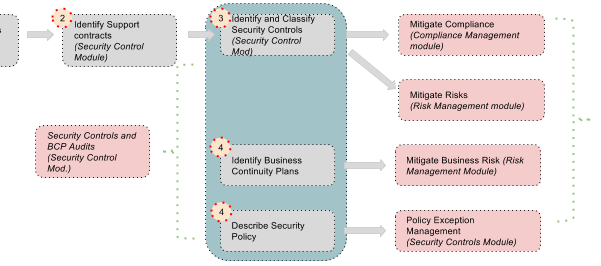 s
2
Identify Support
contracts
(Security Control
Module)
3
Identify and Classify
Security Controls
(Security Control
Mod)
Mitigate Compliance
(Compliance Management
module)
Mitigate Risks
(Risk Management module)
Security Controls and
BCP Audits
(Security Control
Mod.)
4
Identify Business
Continuity Plans
Mitigate Business Risk (Risk
Management Module)
4
Describe Security
Policy
Policy Exception
Management
(Security Controls Module)